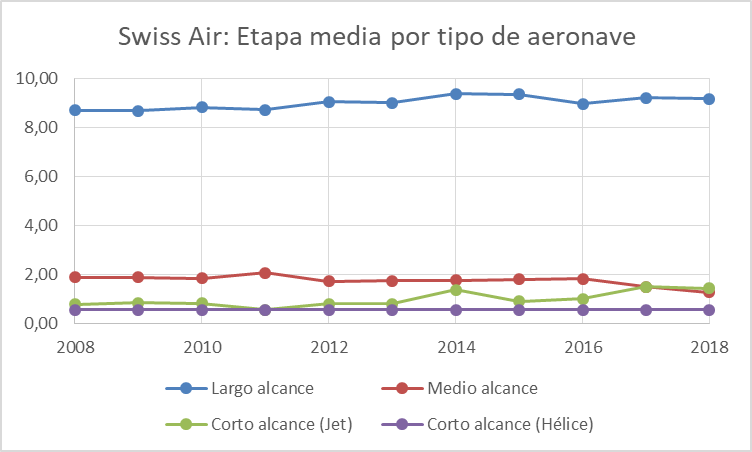 Swiss Air: Etapa media por tipo de aeronave
10,00
8,00
6,00
4,00
2,00
0,00
2008 2010 2012 2014 2016 2018
Largo alcance Medio alcance
Corto alcance (Jet) Corto alcance (Hélice)